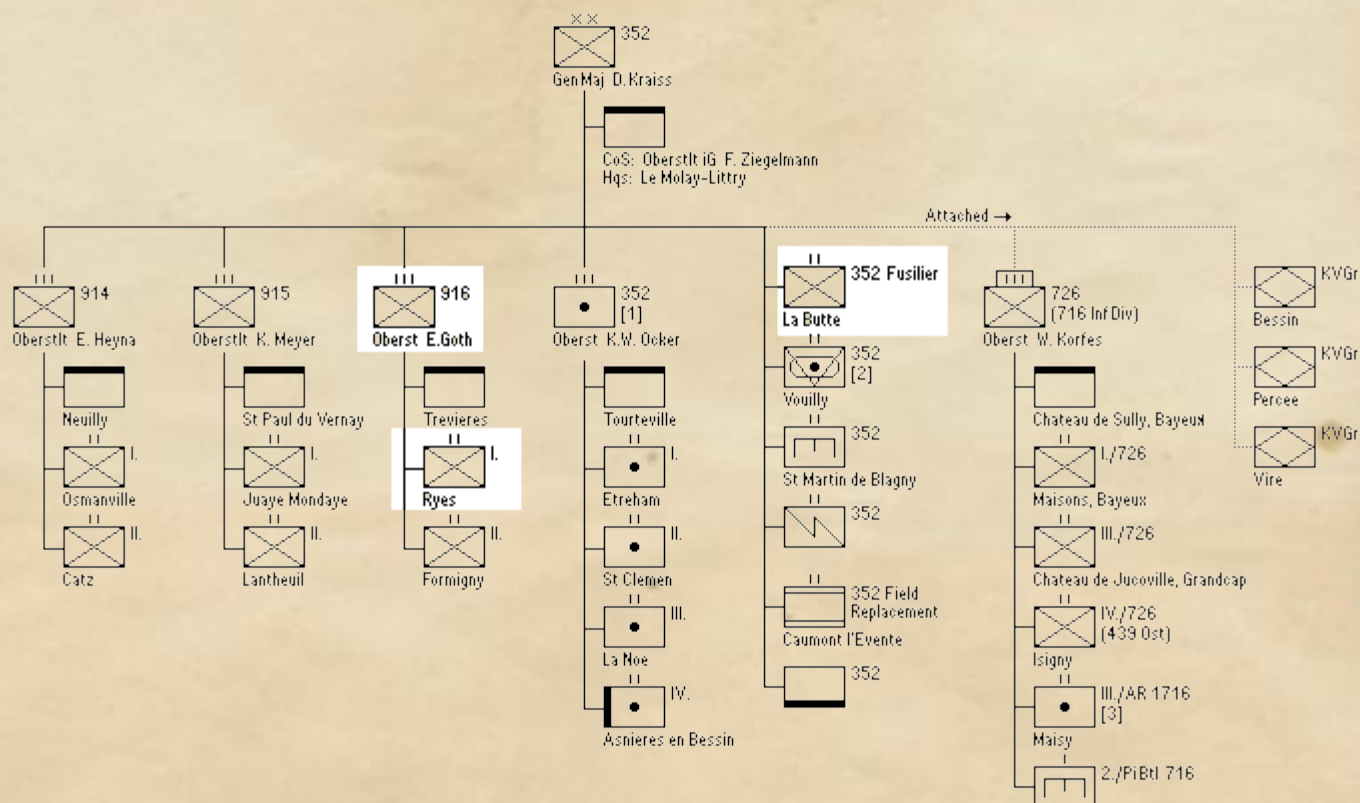 352
GenMaj D. Kraiss
CoS: Oberstlt iG F. Ziegelmann
Hqs: Le Molay-Littry
Attached →
914
Oberstlt E. Heyna
Neuilly
I.
Osmanville
II.
Catz
915
Oberstlt K. Meyer
St Paul du Vernay
I.
Juaye Mondaye
II.
Lantheuil
916
Oberst E.Goth
Trevieres
I.
Ryes
II.
Formigny
352
[1]
Oberst K.W. Ocker
Tourteville
I.
Etreham
II.
St Clemen
III.
La Noe
IV.
Asnieres en Bessin
352 Fusilier
La Butte
352
[2]
Vouilly
352
St Martin de Blagny
352
352 Field
Replacement
Caumont l'Evente
352
726
(716 Inf Div)
Oberst W. Korfes
Chateau de Sully, Bayeux
I./726
Maisons, Bayeux
III./726
Chateau de Jucoville, Grandcap
IV./726
(439 Ost)
Isigny
III./AR 1716
[3]
Maisy
2./PiBtl 716
KVGr
Bessin
KVGr
Percee
KVGr
Vire